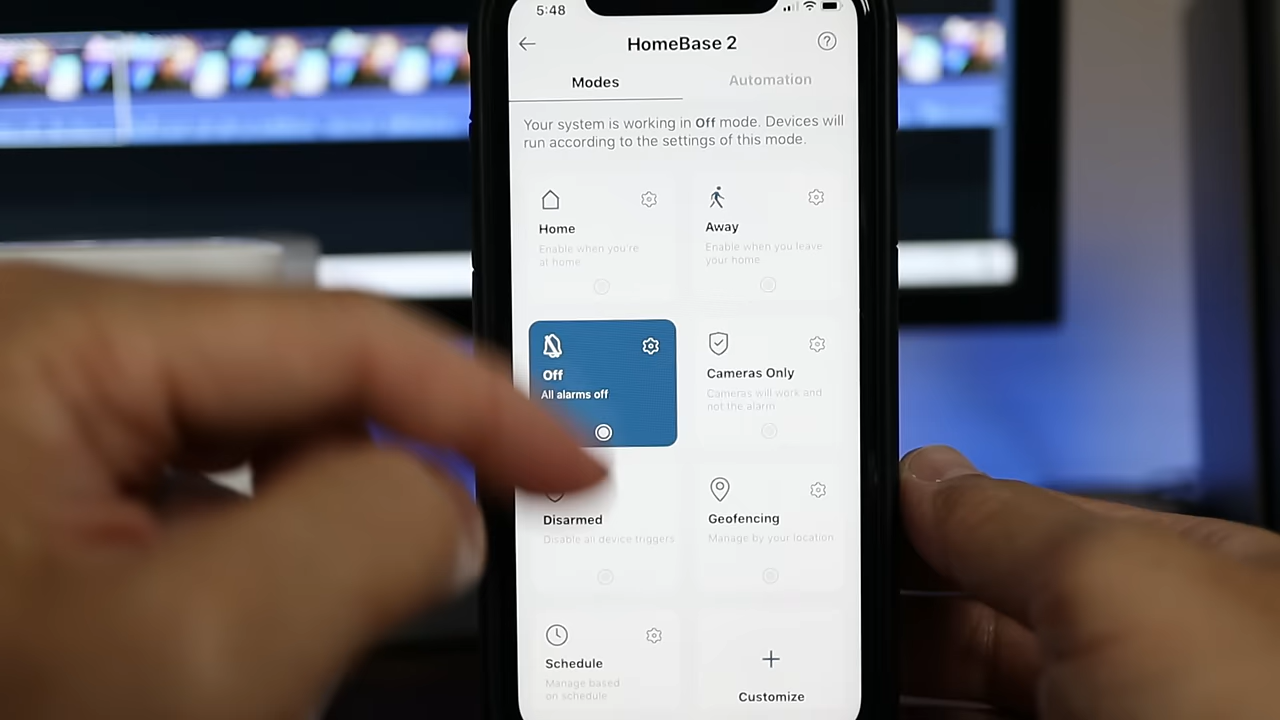 5:48
HomeBase 2
Modes
Automation
Your system is working in Off mode. Devices will
run according to the settings of this mode.
Home
Enable when you're
at home
Away
Enable when you leave
your home
Off
All alarms off
Cameras Only
Cameras will work and
not the alarm
Disarmed
Disable all device triggers
Geofencing
Manage by your location
Schedule
Manage based
on schedule
Customize